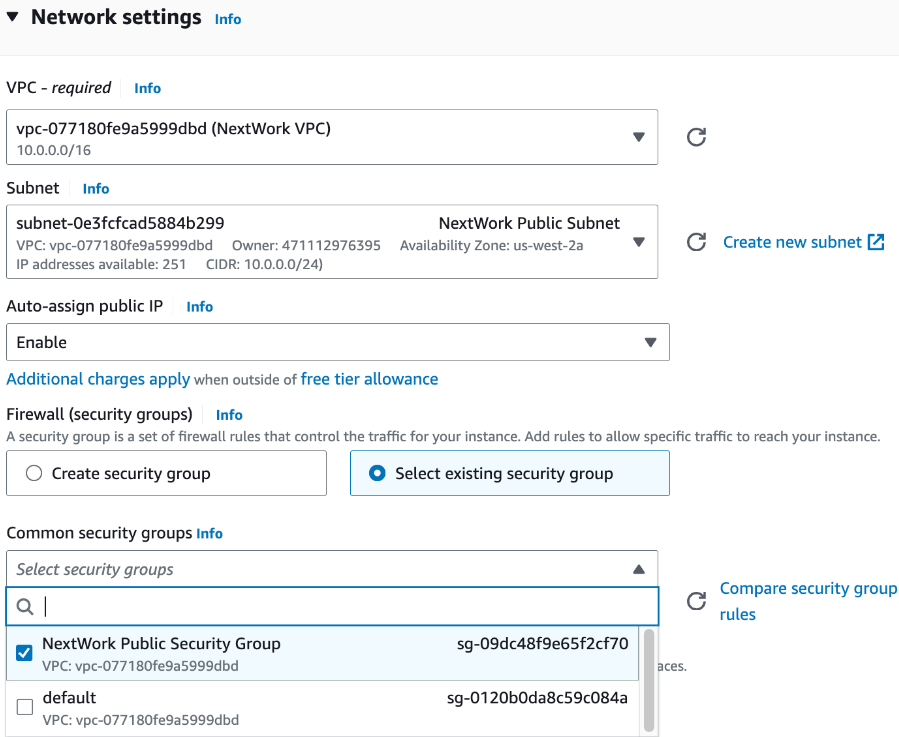 Network settings Info
VPC - required Info
vpc-077180fe9a5999dbd (NextWork VPC)
10.0.0.0/16
Subnet Info
subnet-0e3fcfcad5884b299 NextWork Public Subnet
VPC: vpc-077180fe9a5999dbd Owner: 471112976395 Availability Zone: us-west-2a
IP addresses available: 251 CIDR: 10.0.0.0/24)
Create new subnet
Auto-assign public IP Info
Enable
Additional charges apply when outside of free tier allowance
Firewall (security groups) Info
A security group is a set of firewall rules that control the traffic for your instance. Add rules to allow specific traffic to reach your instance.
Create security group Select existing security group
Common security groups Info
Select security groups
Compare security group
rules
NextWork Public Security Group sg-09dc48f9e65f2cf70
VPC: vpc-077180fe9a5999dbd
aces.
default sg-0120b0da8c59c084a
VPC: vpc-077180fe9a5999dbd